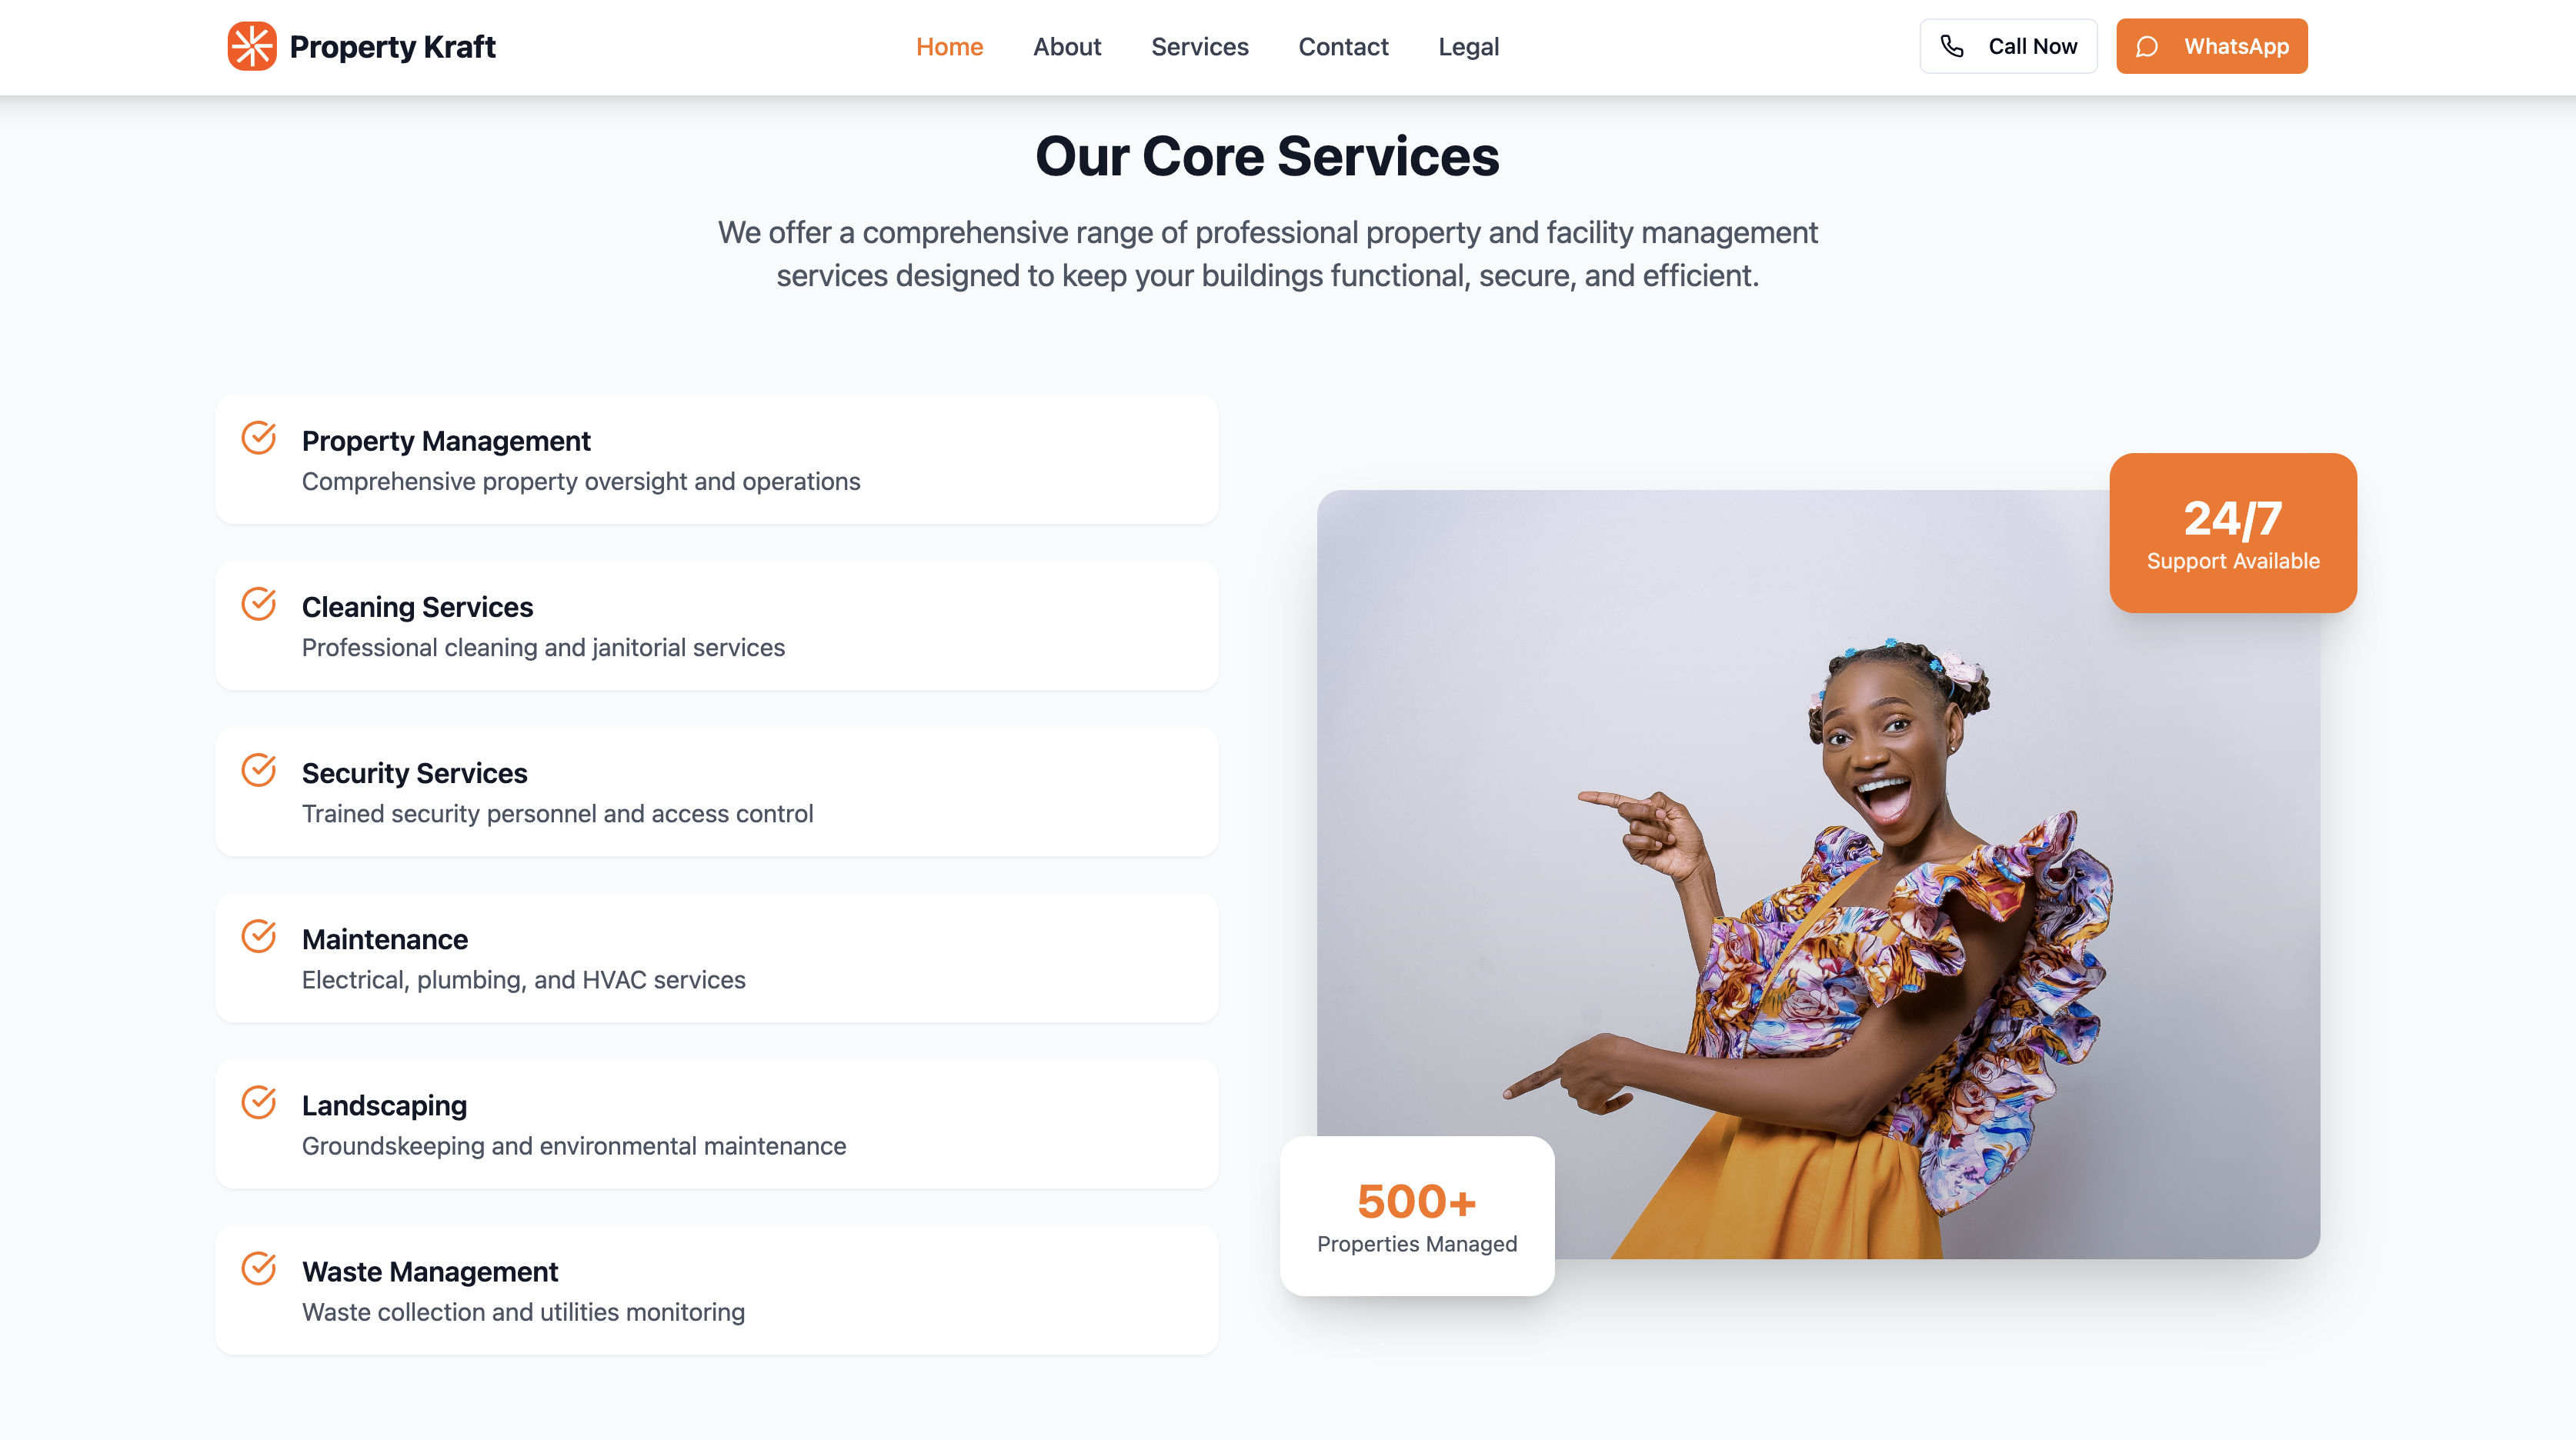 Property Kraft
Home
About
Services
Contact
Legal
Call Now
WhatsApp
Our Core Services
We offer a comprehensive range of professional property and facility management
services designed to keep your buildings functional, secure, and efficient.
Property Management
Comprehensive property oversight and operations
Cleaning Services
Professional cleaning and janitorial services
Security Services
Trained security personnel and access control
Maintenance
Electrical, plumbing, and HVAC services
Landscaping
Groundskeeping and environmental maintenance
Waste Management
Waste collection and utilities monitoring
24/7
Support Available
500+
Properties Managed